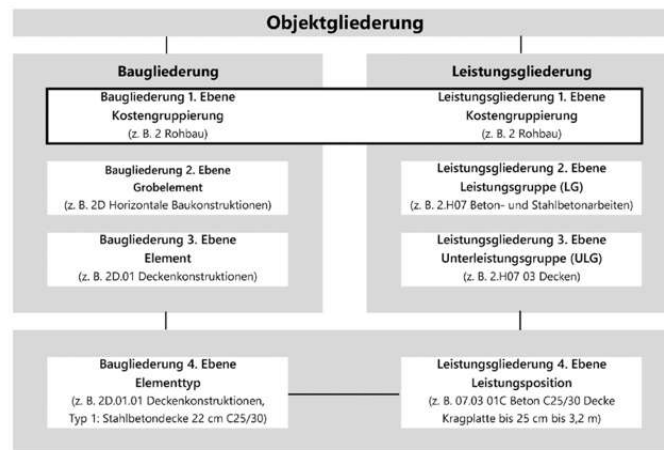 Objektgliederung
Baugliederung
Baugliederung 1. Ebene
Kostengruppierung
(z. B. 2 Rohbau)
Baugliederung 2. Ebene
Grobelement
(z. B. 2D Horizontale Baukonstruktionen)
Baugliederung 3. Ebene
Element
(z. B. 2D.01 Deckenkonstruktionen)
Leistungsgliederung
Leistungsgliederung 1. Ebene
Kostengruppierung
(z. B. 2 Rohbau)
Leistungsgliederung 2. Ebene
Leistungsgruppe (LG)
(z. B. 2.H07 Beton- und Stahlbetonarbeiten)
Leistungsgliederung 3. Ebene
Unterleistungsgruppe (ULG)
(z. B. 2.H07 03 Decken)
Baugliederung 4. Ebene
Elementtyp
(z. B. 2D.01.01 Deckenkonstruktionen,
Typ 1: Stahlbetondecke 22 cm C25/30)
Leistungsgliederung 4. Ebene
Leistungsposition
(z. B. 07.03 01C Beton C25/30 Decke
Kragplatte bis 25 cm bis 3,2 m)